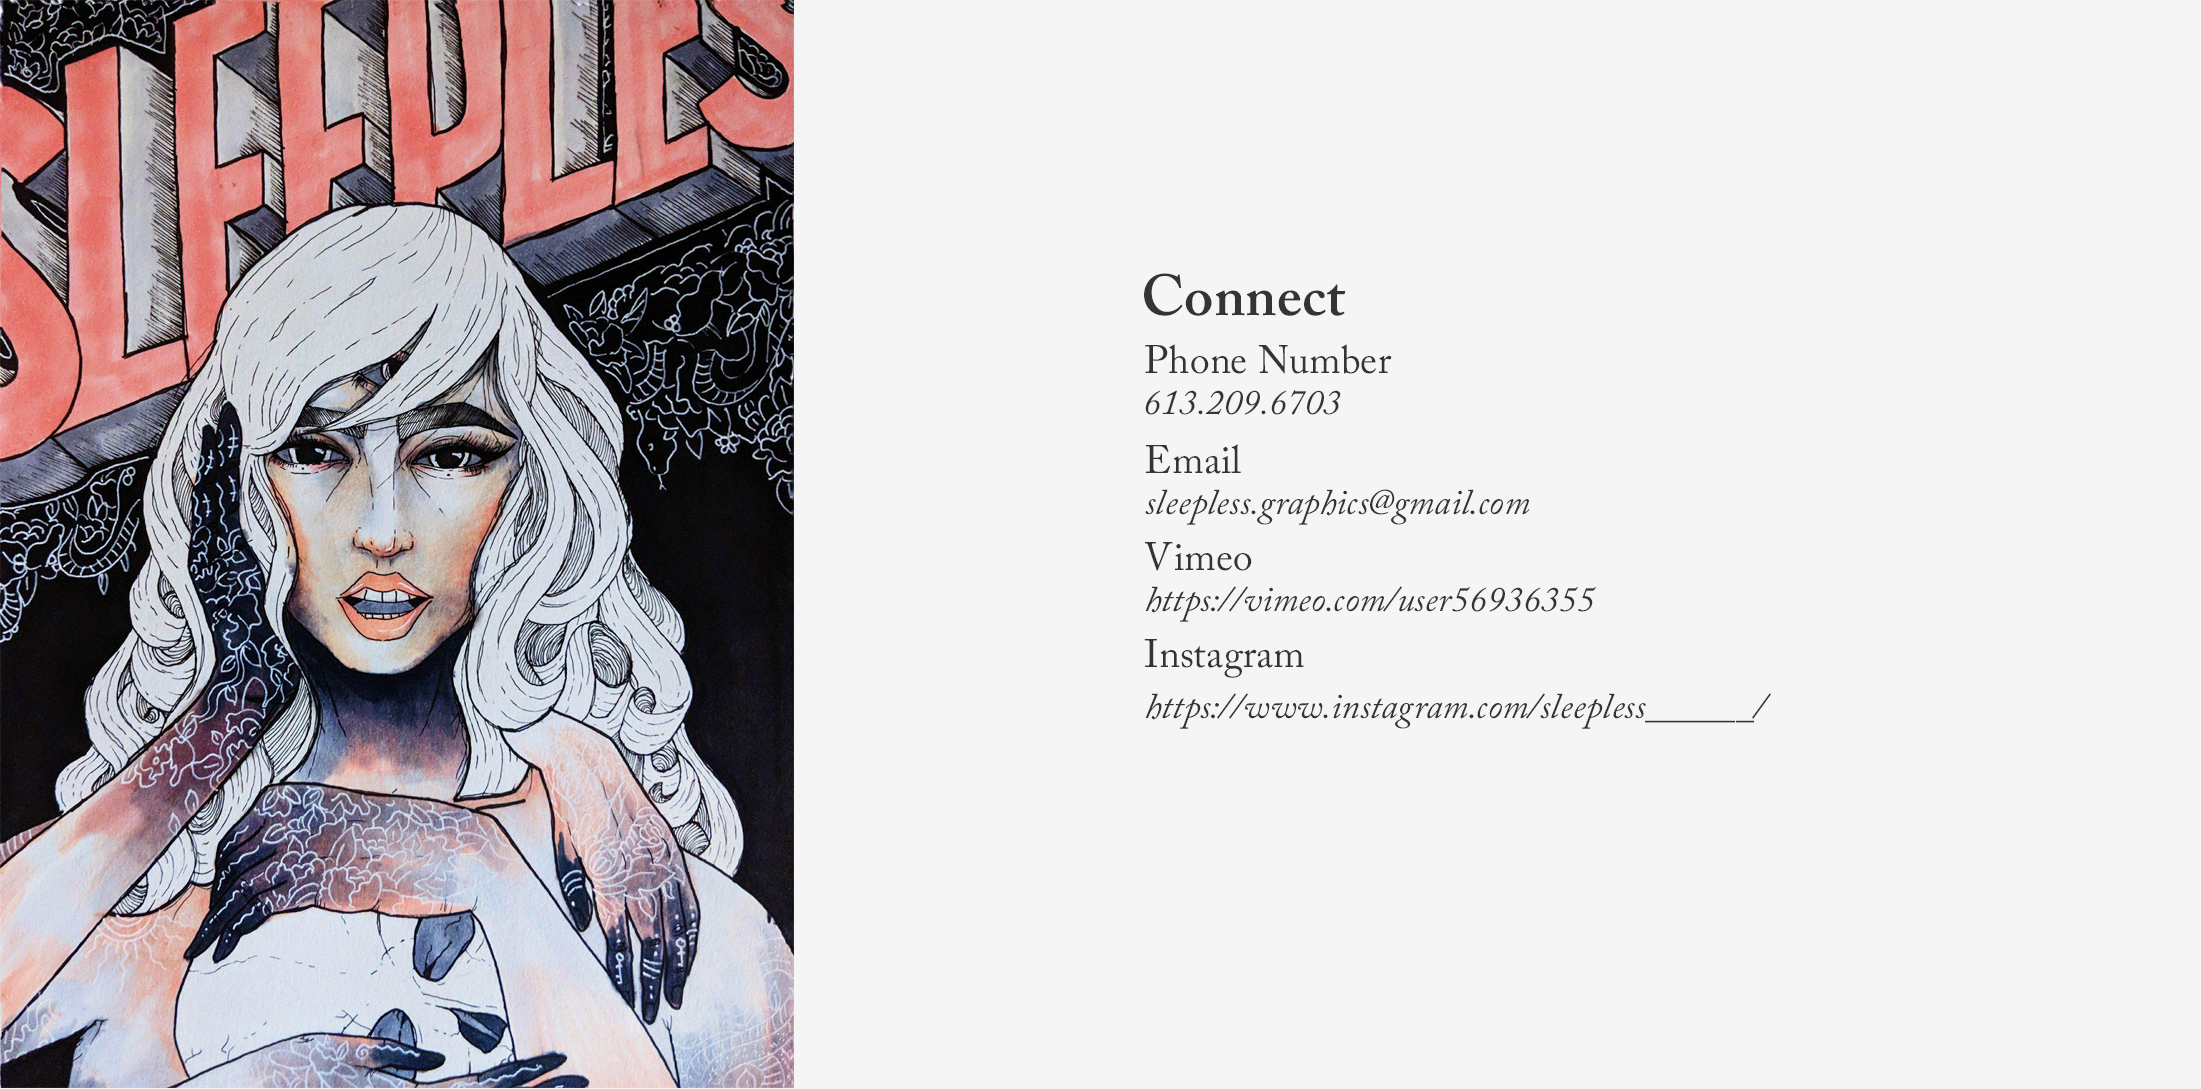 SLEEPLES
Connect
Phone Number
613.209.6703
Email
sleepless.graphics@gmail.com
Vimeo
https://vimeo.com/user56936355
Instagram
https://www.instagram.com/sleepless______/